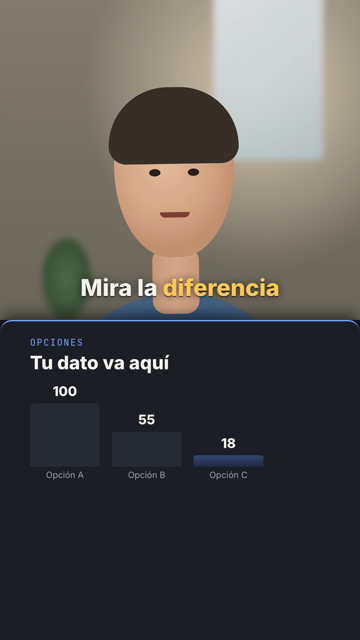 Mira la diferencia
OPCIONES
Tu dato va aquí
100
55
18
Opción A
Opción B
Opción C